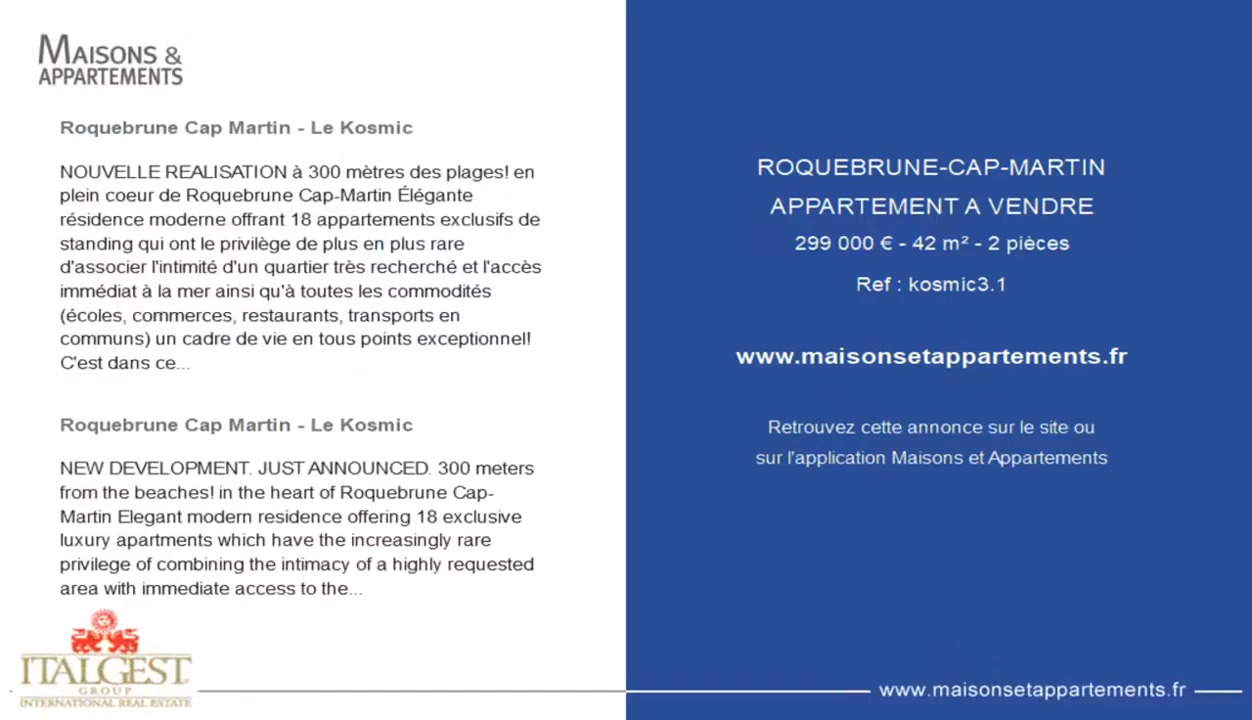 MAISONS &
APPARTEMENTS
Roquebrune Cap Martin - Le Kosmic
NOUVELLE REALISATION à 300 mètres des plages! en
plein coeur de Roquebrune Cap-Martin Élégante
résidence moderne offrant 18 appartements exclusifs de
standing qui ont le privilège de plus en plus rare
d'associer l'intimité d'un quartier très recherché et l'accès
immédiat à la mer ainsi qu'à toutes les commodités
(écoles, commerces, restaurants, transports en
communs) un cadre de vie en tous points exceptionnel!
C'est dans ce...
Roquebrune Cap Martin - Le Kosmic
NEW DEVELOPMENT. JUST ANNOUNCED. 300 meters
from the beaches! in the heart of Roquebrune Cap-
Martin Elegant modern residence offering 18 exclusive
luxury apartments which have the increasingly rare
privilege of combining the intimacy of a highly requested
area with immediate access to the...
ITALGEST
GROUP
INTERNATIONAL REAL ESTATE
ROQUEBRUNE-CAP-MARTIN
APPARTEMENT A VENDRE
299 000 € - 42 m² - 2 pièces
Ref : kosmic3.1
www.maisonsetappartements.fr
Retrouvez cette annonce sur le site ou
sur l'application Maisons et Appartements
www.maisonsetappartements.fr